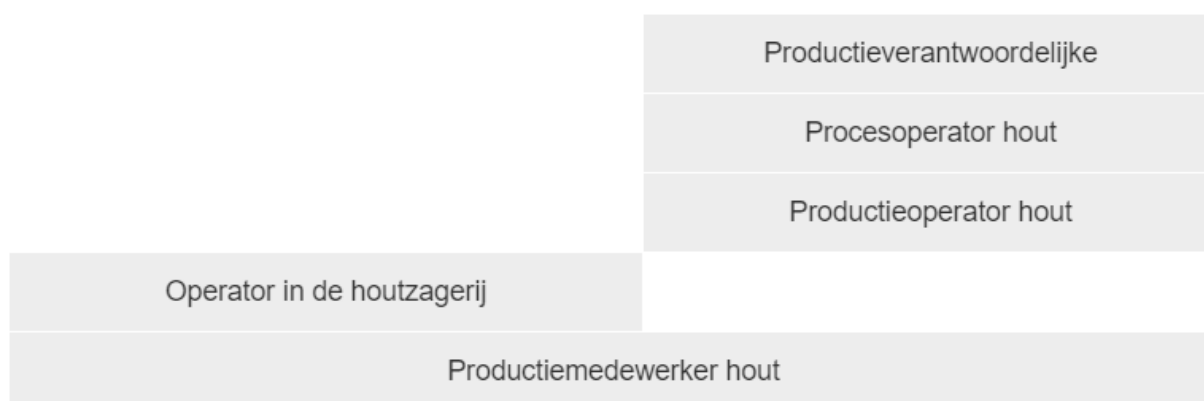 Productieverantwoordelijke
Procesoperator hout
Productieoperator hout
Operator in de houtzagerij
Productiemedewerker hout